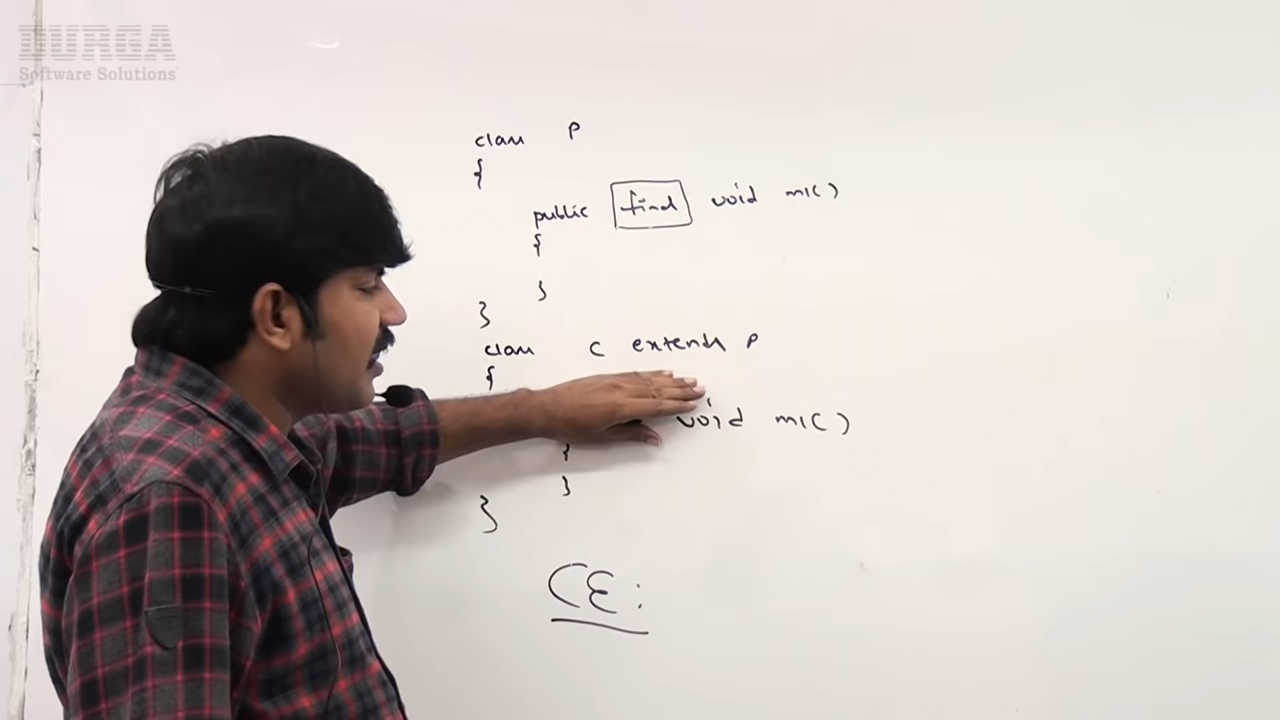 DURGA
Software Solutions
class P
{
public final void m1()
{
}
}
class C extends P
{
void m1()
{
}
}
CE: